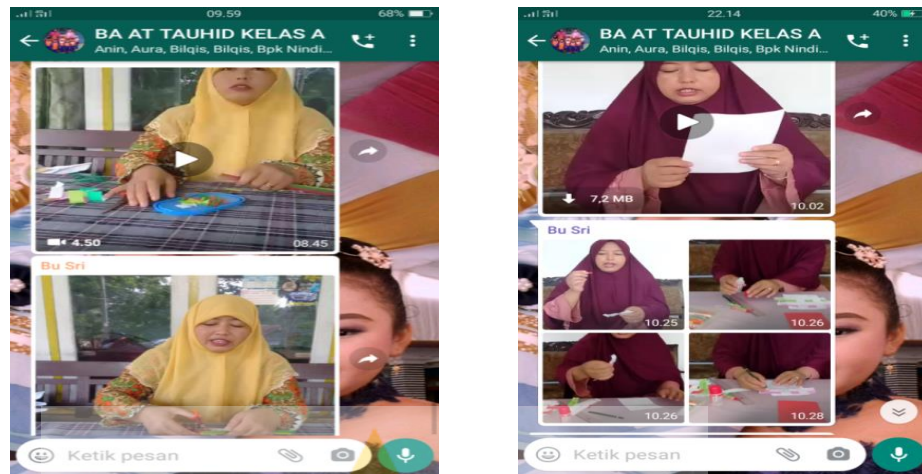 09.59
68%
BA AT TAUHID KELAS A
Anin, Aura, Bilqis, Bilqis, Bpk Nindi...
4.50
08.45
Bu Sri
Ketik pesan
22.14
40%
BA AT TAUHID KELAS A
Anin, Aura, Bilqis, Bilqis, Bpk Nindi...
7,2 MB
10.02
Bu Sri
10.25
10.26
10.26
10.28
Ketik pesan